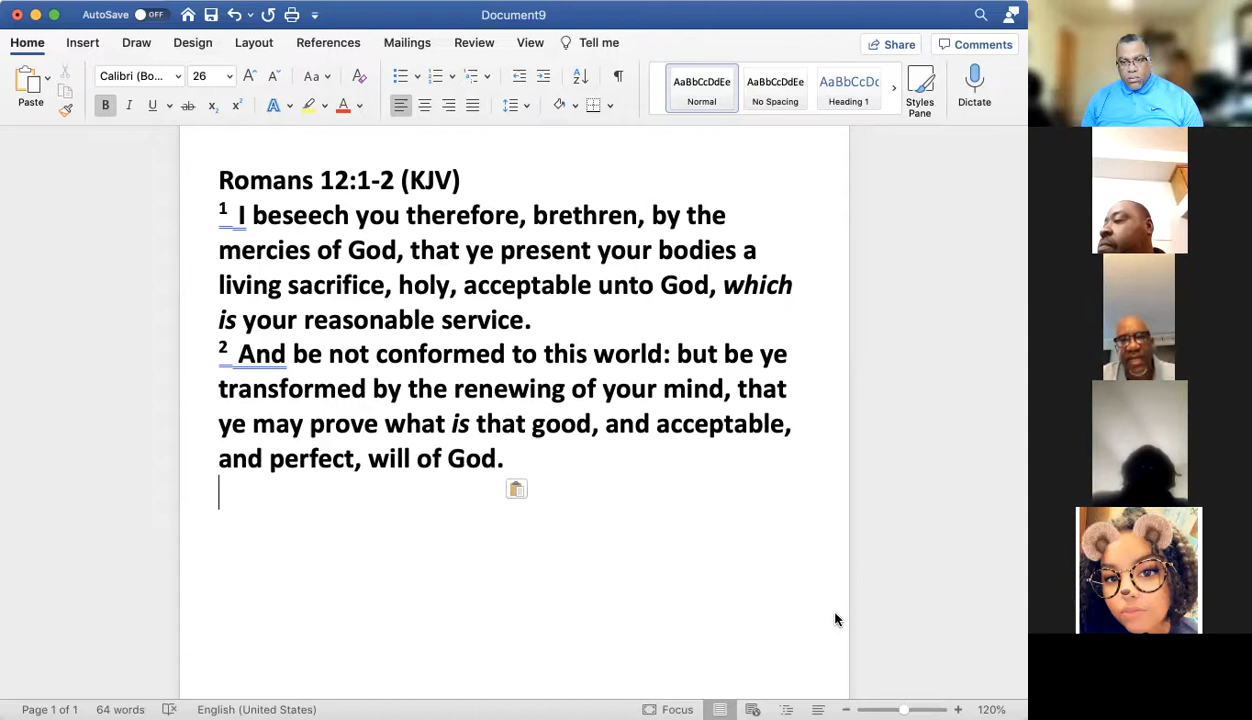 AutoSave OFF Document9
Home Insert Draw Design Layout References Mailings Review View Tell me Share Comments
Paste Calibri (Bo... 26 Aa AaBbCcDdEe Normal AaBbCcDdEe No Spacing AaBbCcDc Heading 1 Styles Pane Dictate
Romans 12:1-2 (KJV)
1 I beseech you therefore, brethren, by the
mercies of God, that ye present your bodies a
living sacrifice, holy, acceptable unto God, which
is your reasonable service.
2 And be not conformed to this world: but be ye
transformed by the renewing of your mind, that
ye may prove what is that good, and acceptable,
and perfect, will of God.
Page 1 of 1 64 words English (United States) Focus 120%